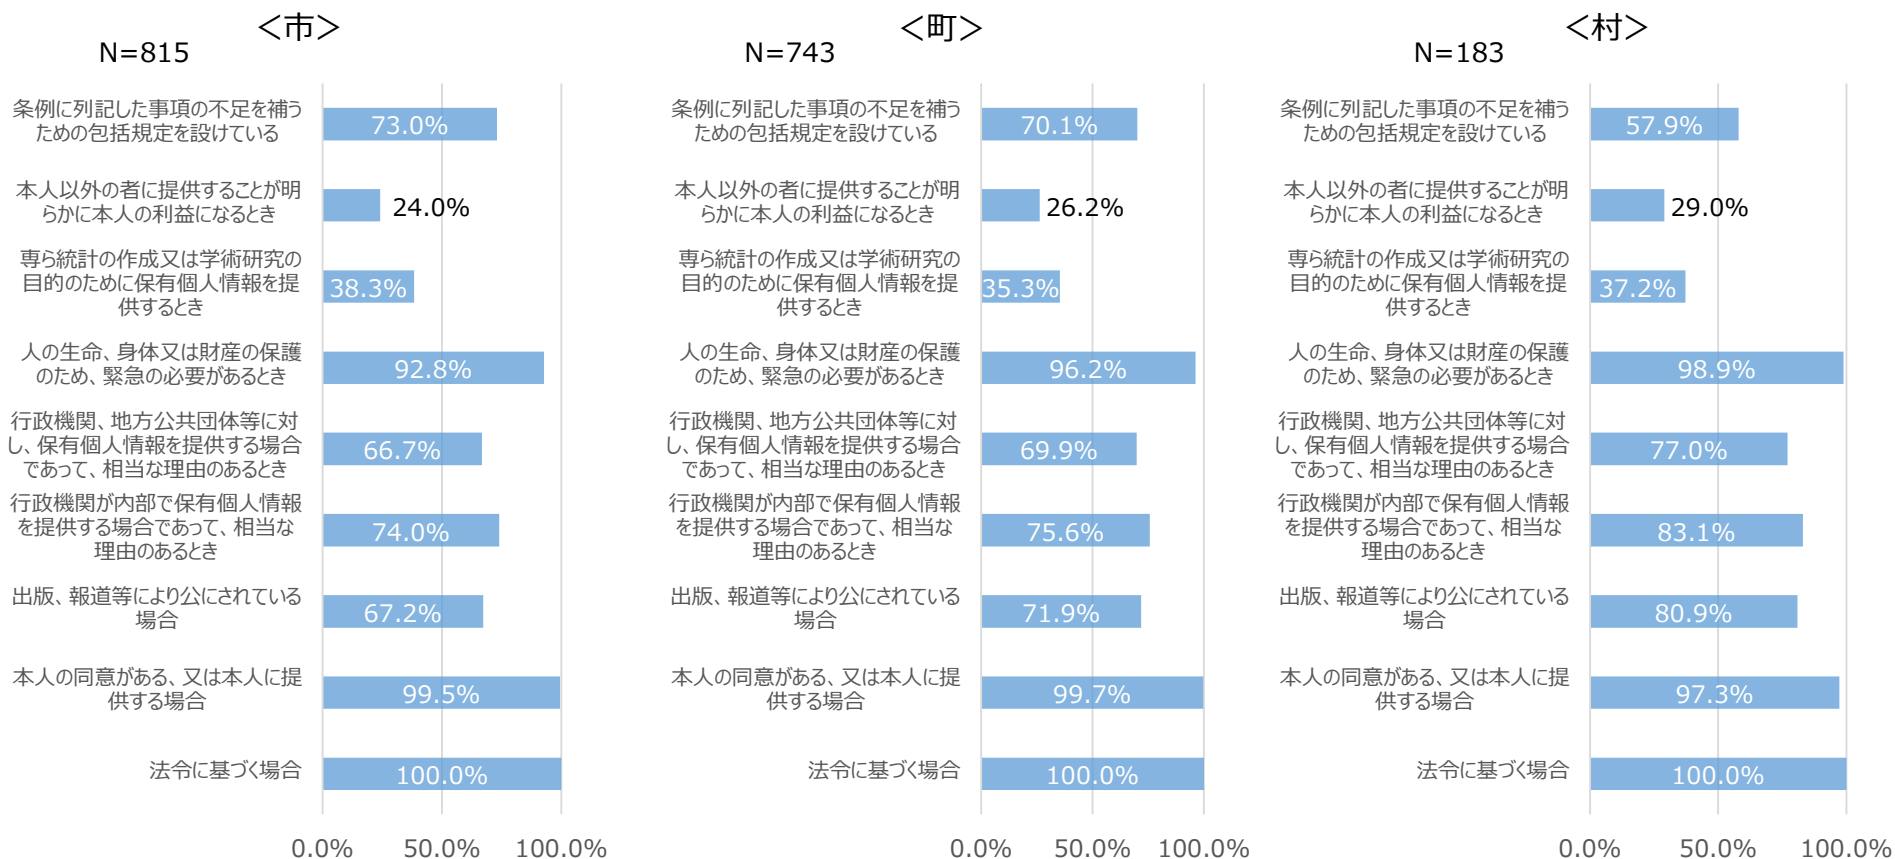 ＜市＞
N=815
条例に列記した事項の不足を補う
ための包括規定を設けている
73.0%
本人以外の者に提供することが明
らかに本人の利益になるとき
24.0%
専ら統計の作成又は学術研究の
目的のために保有個人情報を提
供するとき
38.3%
人の生命、身体又は財産の保護
のため、緊急の必要があるとき
92.8%
行政機関、地方公共団体等に対
し、保有個人情報を提供する場合
であって、相当な理由のあるとき
66.7%
行政機関が内部で保有個人情報
を提供する場合であって、相当な
理由のあるとき
74.0%
出版、報道等により公にされている
場合
67.2%
本人の同意がある、又は本人に提
供する場合
99.5%
法令に基づく場合
100.0%
0.0% 50.0% 100.0%
＜町＞
N=743
条例に列記した事項の不足を補う
ための包括規定を設けている
70.1%
本人以外の者に提供することが明
らかに本人の利益になるとき
26.2%
専ら統計の作成又は学術研究の
目的のために保有個人情報を提
供するとき
35.3%
人の生命、身体又は財産の保護
のため、緊急の必要があるとき
96.2%
行政機関、地方公共団体等に対
し、保有個人情報を提供する場合
であって、相当な理由のあるとき
69.9%
行政機関が内部で保有個人情報
を提供する場合であって、相当な
理由のあるとき
75.6%
出版、報道等により公にされている
場合
71.9%
本人の同意がある、又は本人に提
供する場合
99.7%
法令に基づく場合
100.0%
0.0% 50.0% 100.0%
＜村＞
N=183
条例に列記した事項の不足を補う
ための包括規定を設けている
57.9%
本人以外の者に提供することが明
らかに本人の利益になるとき
29.0%
専ら統計の作成又は学術研究の
目的のために保有個人情報を提
供するとき
37.2%
人の生命、身体又は財産の保護
のため、緊急の必要があるとき
98.9%
行政機関、地方公共団体等に対
し、保有個人情報を提供する場合
であって、相当な理由のあるとき
77.0%
行政機関が内部で保有個人情報
を提供する場合であって、相当な
理由のあるとき
83.1%
出版、報道等により公にされている
場合
80.9%
本人の同意がある、又は本人に提
供する場合
97.3%
法令に基づく場合
100.0%
0.0% 50.0% 100.0%